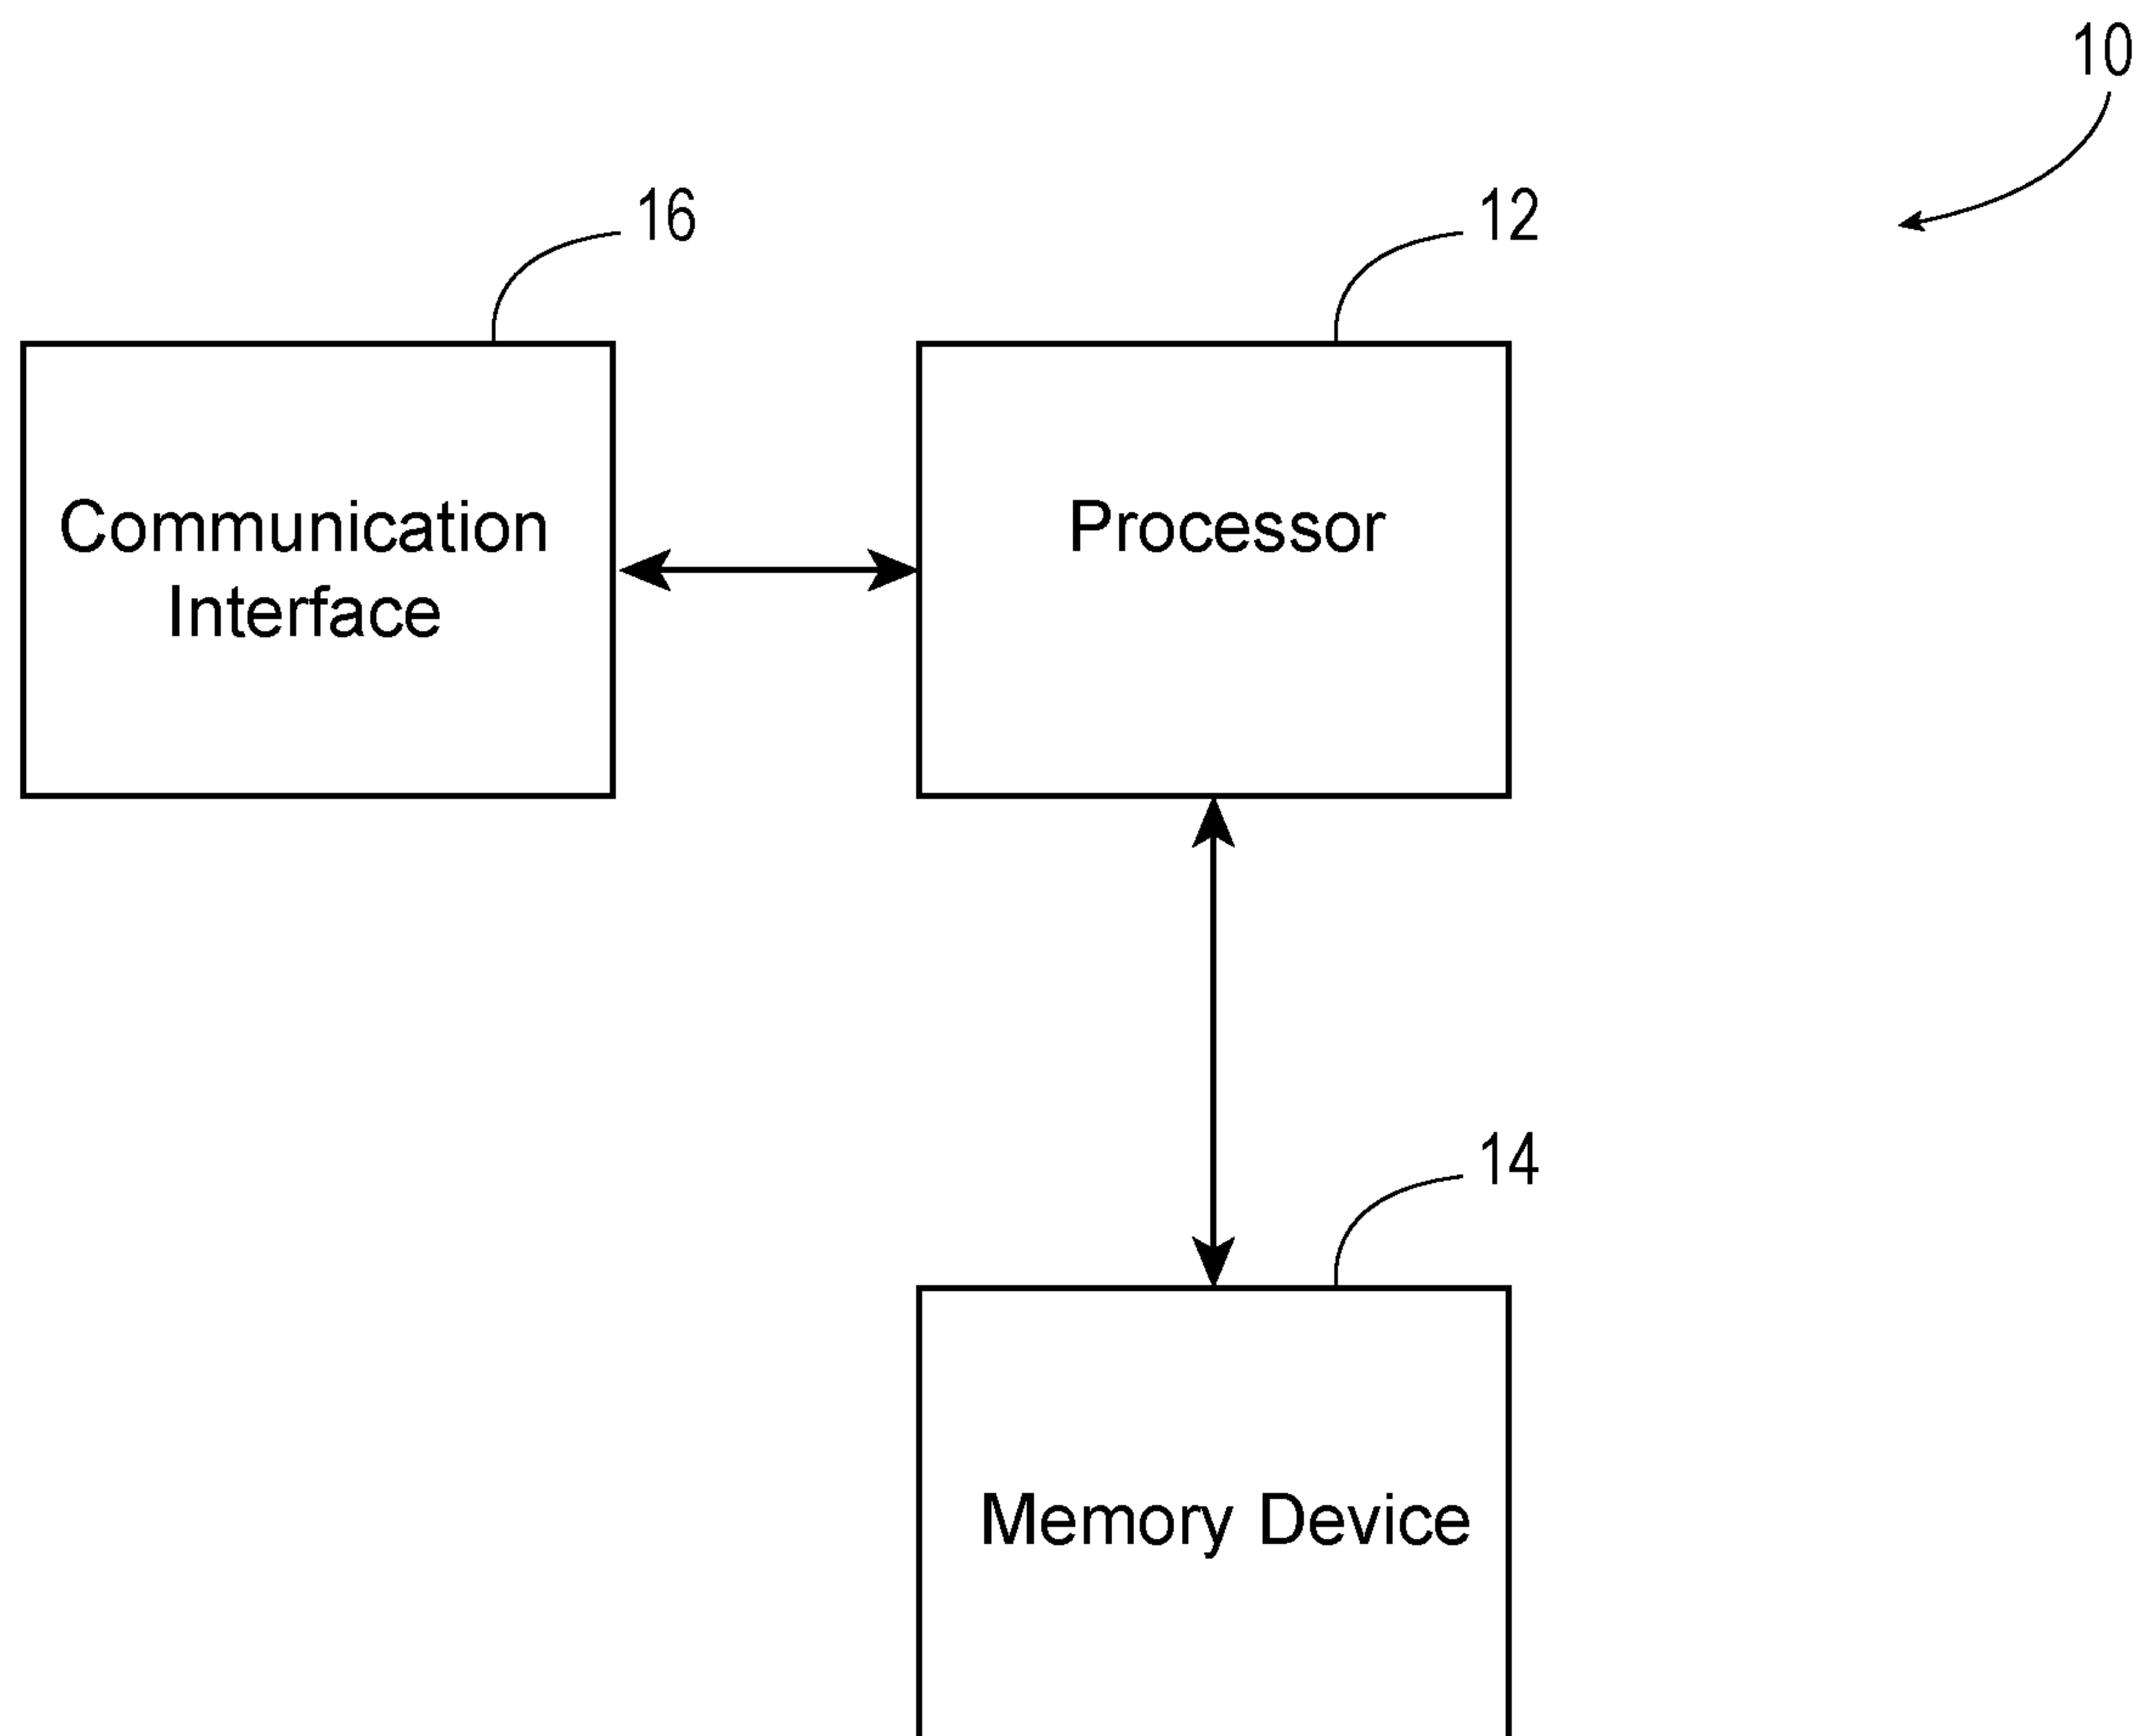 10
16
12
Communication
Interface
Processor
14
Memory Device